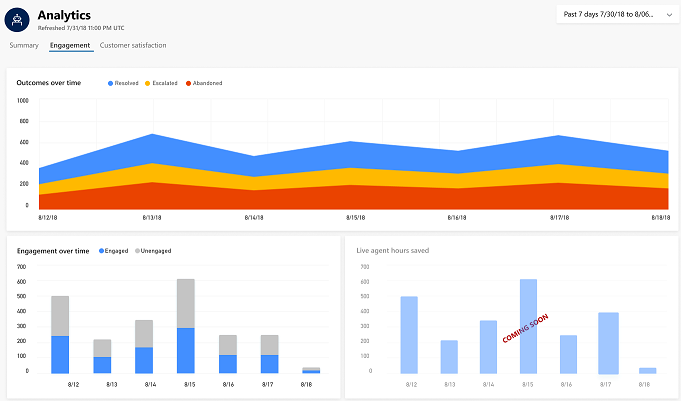 Analytics
Refreshed 7/31/18 11:00 PM UTC
Past 7 days 7/30/18 to 8/06...
Summary Engagement Customer satisfaction
Outcomes over time Resolved Escalated Abandoned
1000
800
600
400
200
0
8/12/18 8/13/18 8/14/18 8/15/18 8/16/18 8/17/18 8/18/18
Engagement over time Engaged Unengaged
700
600
500
400
300
200
100
0
8/12 8/13 8/14 8/15 8/16 8/17 8/18
Live agent hours saved
700
600
500
400
300
200
100
0
COMING SOON
8/12 8/13 8/14 8/15 8/16 8/17 8/18